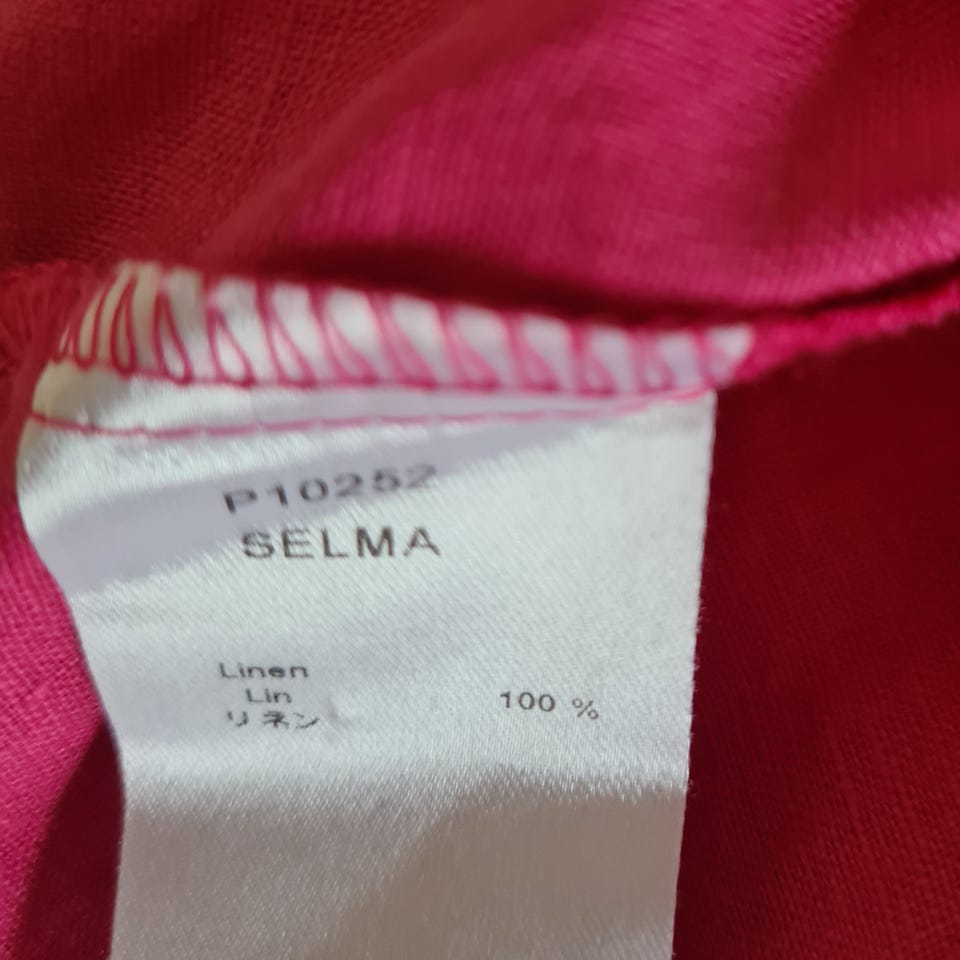 P10252
SELMA
Linen
Lin
リネン
100 %